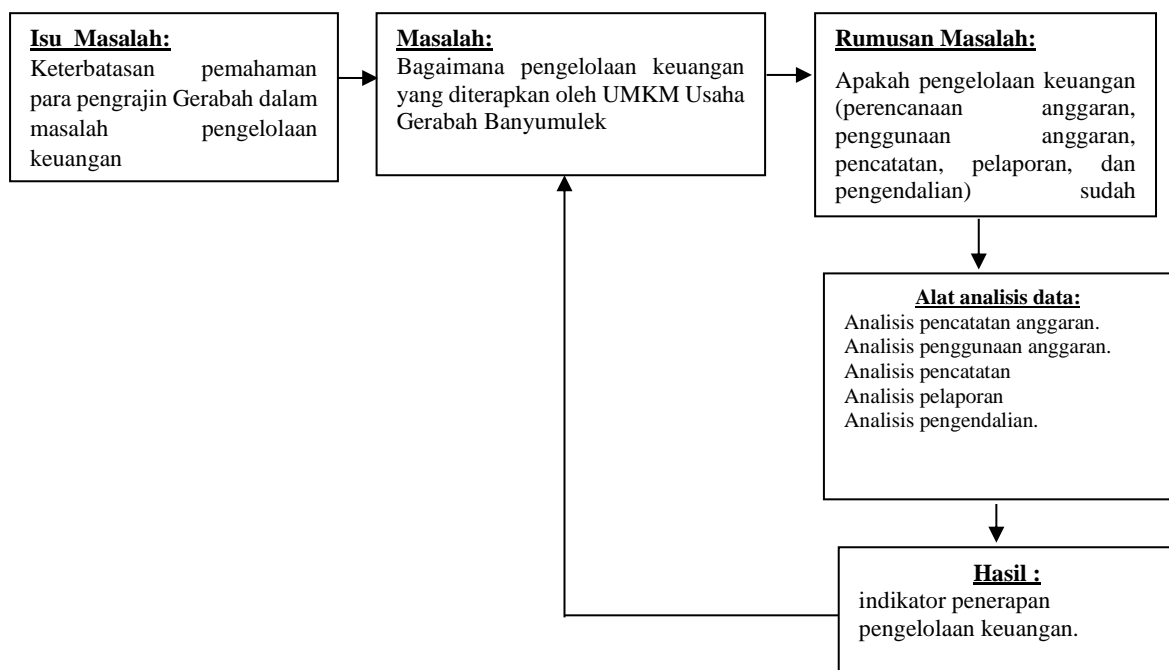 Isu Masalah:
Keterbatasan pemahaman
para pengrajin Gerabah dalam
masalah pengelolaan
keuangan
Masalah:
Bagaimana pengelolaan keuangan
yang diterapkan oleh UMKM Usaha
Gerabah Banyumulek
Rumusan Masalah:
Apakah pengelolaan keuangan
(perencanaan anggaran,
penggunaan anggaran,
pencatatan, pelaporan, dan
pengendalian) sudah
Alat analisis data:
Analisis pencatatan anggaran.
Analisis penggunaan anggaran.
Analisis pencatatan
Analisis pelaporan
Analisis pengendalian.
Hasil :
indikator penerapan
pengelolaan keuangan.